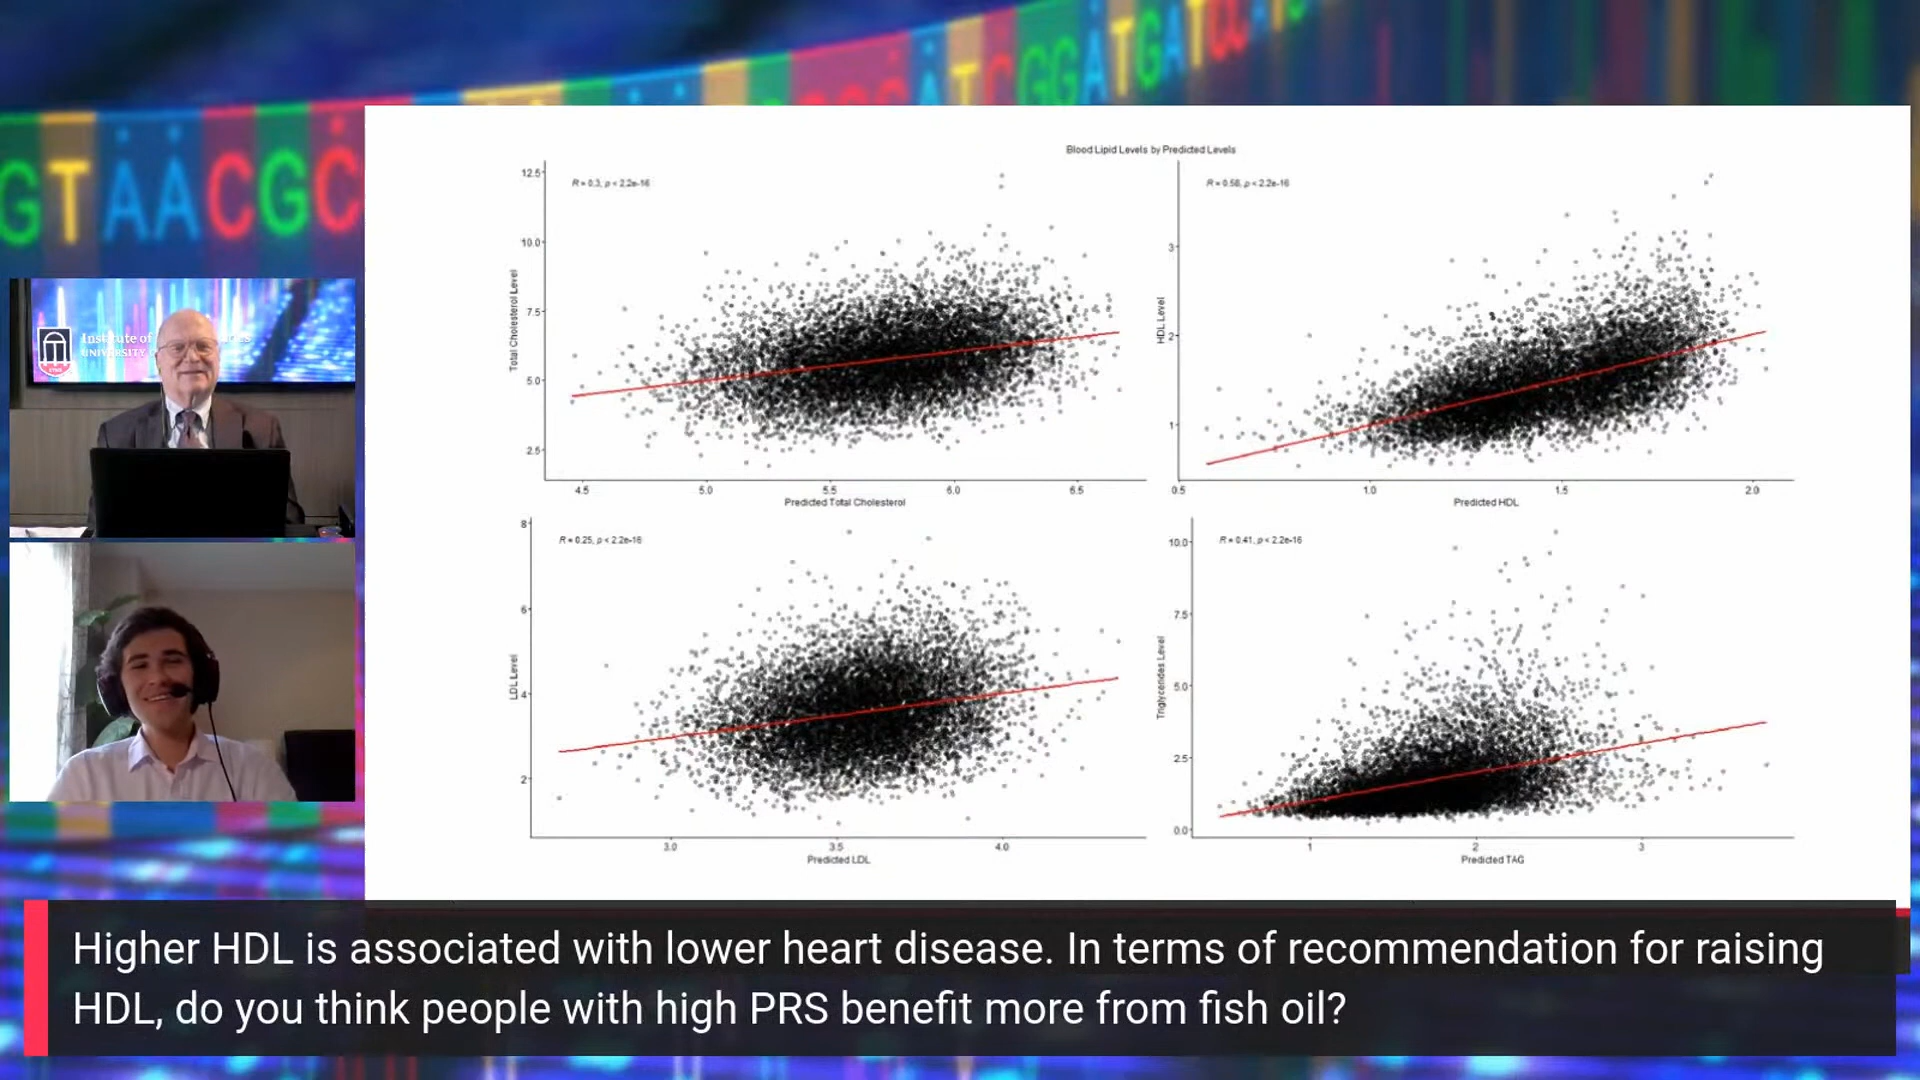 GTAACGC
ATCGGATGATCCATC
Institute of
UNIVERSITY
Blood Lipid Levels by Predicted Levels
R = 0.3, p < 2.2e-16
12.5
10.0
7.5
5.0
2.5
Total Cholesterol Level
4.5 5.0 5.5 6.0 6.5
Predicted Total Cholesterol
R = 0.56, p < 2.2e-16
3
2
1
HDL Level
0.5 1.0 1.5 2.0
Predicted HDL
R = 0.25, p < 2.2e-16
8
6
4
2
LDL Level
3.0 3.5 4.0
Predicted LDL
R = 0.41, p < 2.2e-16
10.0
7.5
5.0
2.5
0.0
Triglycerides Level
1 2 3
Predicted TAG
Higher HDL is associated with lower heart disease. In terms of recommendation for raising
HDL, do you think people with high PRS benefit more from fish oil?